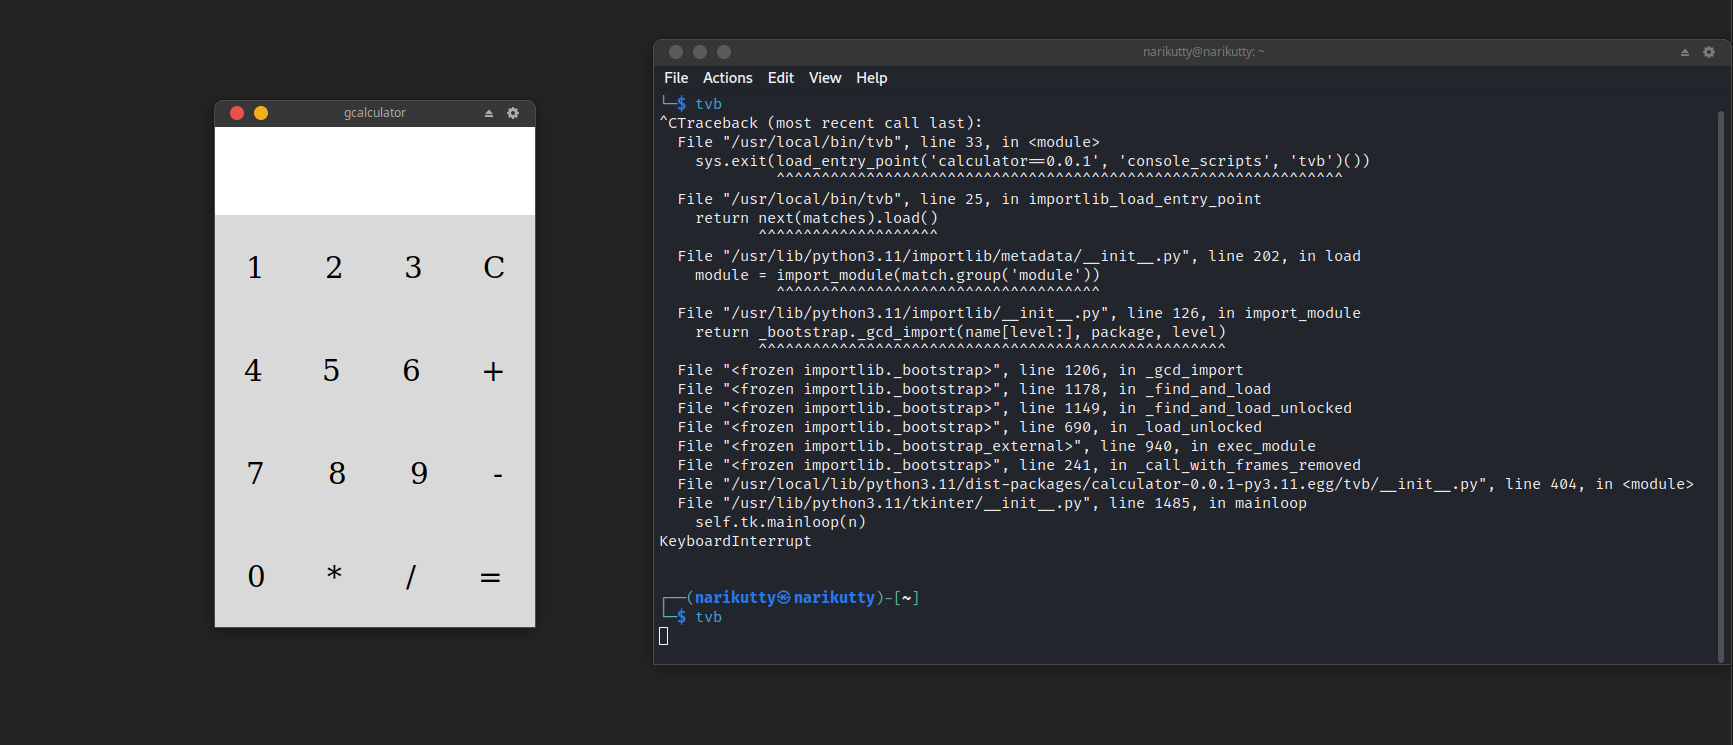 gcalculator
1 2 3 C
4 5 6 +
7 8 9 -
0 * / =
narikutty@narikutty: ~
File Actions Edit View Help
└─$ tvb
^CTraceback (most recent call last):
  File "/usr/local/bin/tvb", line 33, in <module>
    sys.exit(load_entry_point('calculator==0.0.1', 'console_scripts', 'tvb')())
             ^^^^^^^^^^^^^^^^^^^^^^^^^^^^^^^^^^^^^^^^^^^^^^^^^^^^^^^^^^^^^^^
  File "/usr/local/bin/tvb", line 25, in importlib_load_entry_point
    return next(matches).load()
           ^^^^^^^^^^^^^^^^^^^^
  File "/usr/lib/python3.11/importlib/metadata/__init__.py", line 202, in load
    module = import_module(match.group('module'))
             ^^^^^^^^^^^^^^^^^^^^^^^^^^^^^^^^^^^^
  File "/usr/lib/python3.11/importlib/__init__.py", line 126, in import_module
    return _bootstrap._gcd_import(name[level:], package, level)
           ^^^^^^^^^^^^^^^^^^^^^^^^^^^^^^^^^^^^^^^^^^^^^^^^^^^^
  File "<frozen importlib._bootstrap>", line 1206, in _gcd_import
  File "<frozen importlib._bootstrap>", line 1178, in _find_and_load
  File "<frozen importlib._bootstrap>", line 1149, in _find_and_load_unlocked
  File "<frozen importlib._bootstrap>", line 690, in _load_unlocked
  File "<frozen importlib._bootstrap_external>", line 940, in exec_module
  File "<frozen importlib._bootstrap>", line 241, in _call_with_frames_removed
  File "/usr/local/lib/python3.11/dist-packages/calculator-0.0.1-py3.11.egg/tvb/__init__.py", line 404, in <module>
  File "/usr/lib/python3.11/tkinter/__init__.py", line 1485, in mainloop
    self.tk.mainloop(n)
KeyboardInterrupt
┌──(narikutty㉿narikutty)-[~]
└─$ tvb